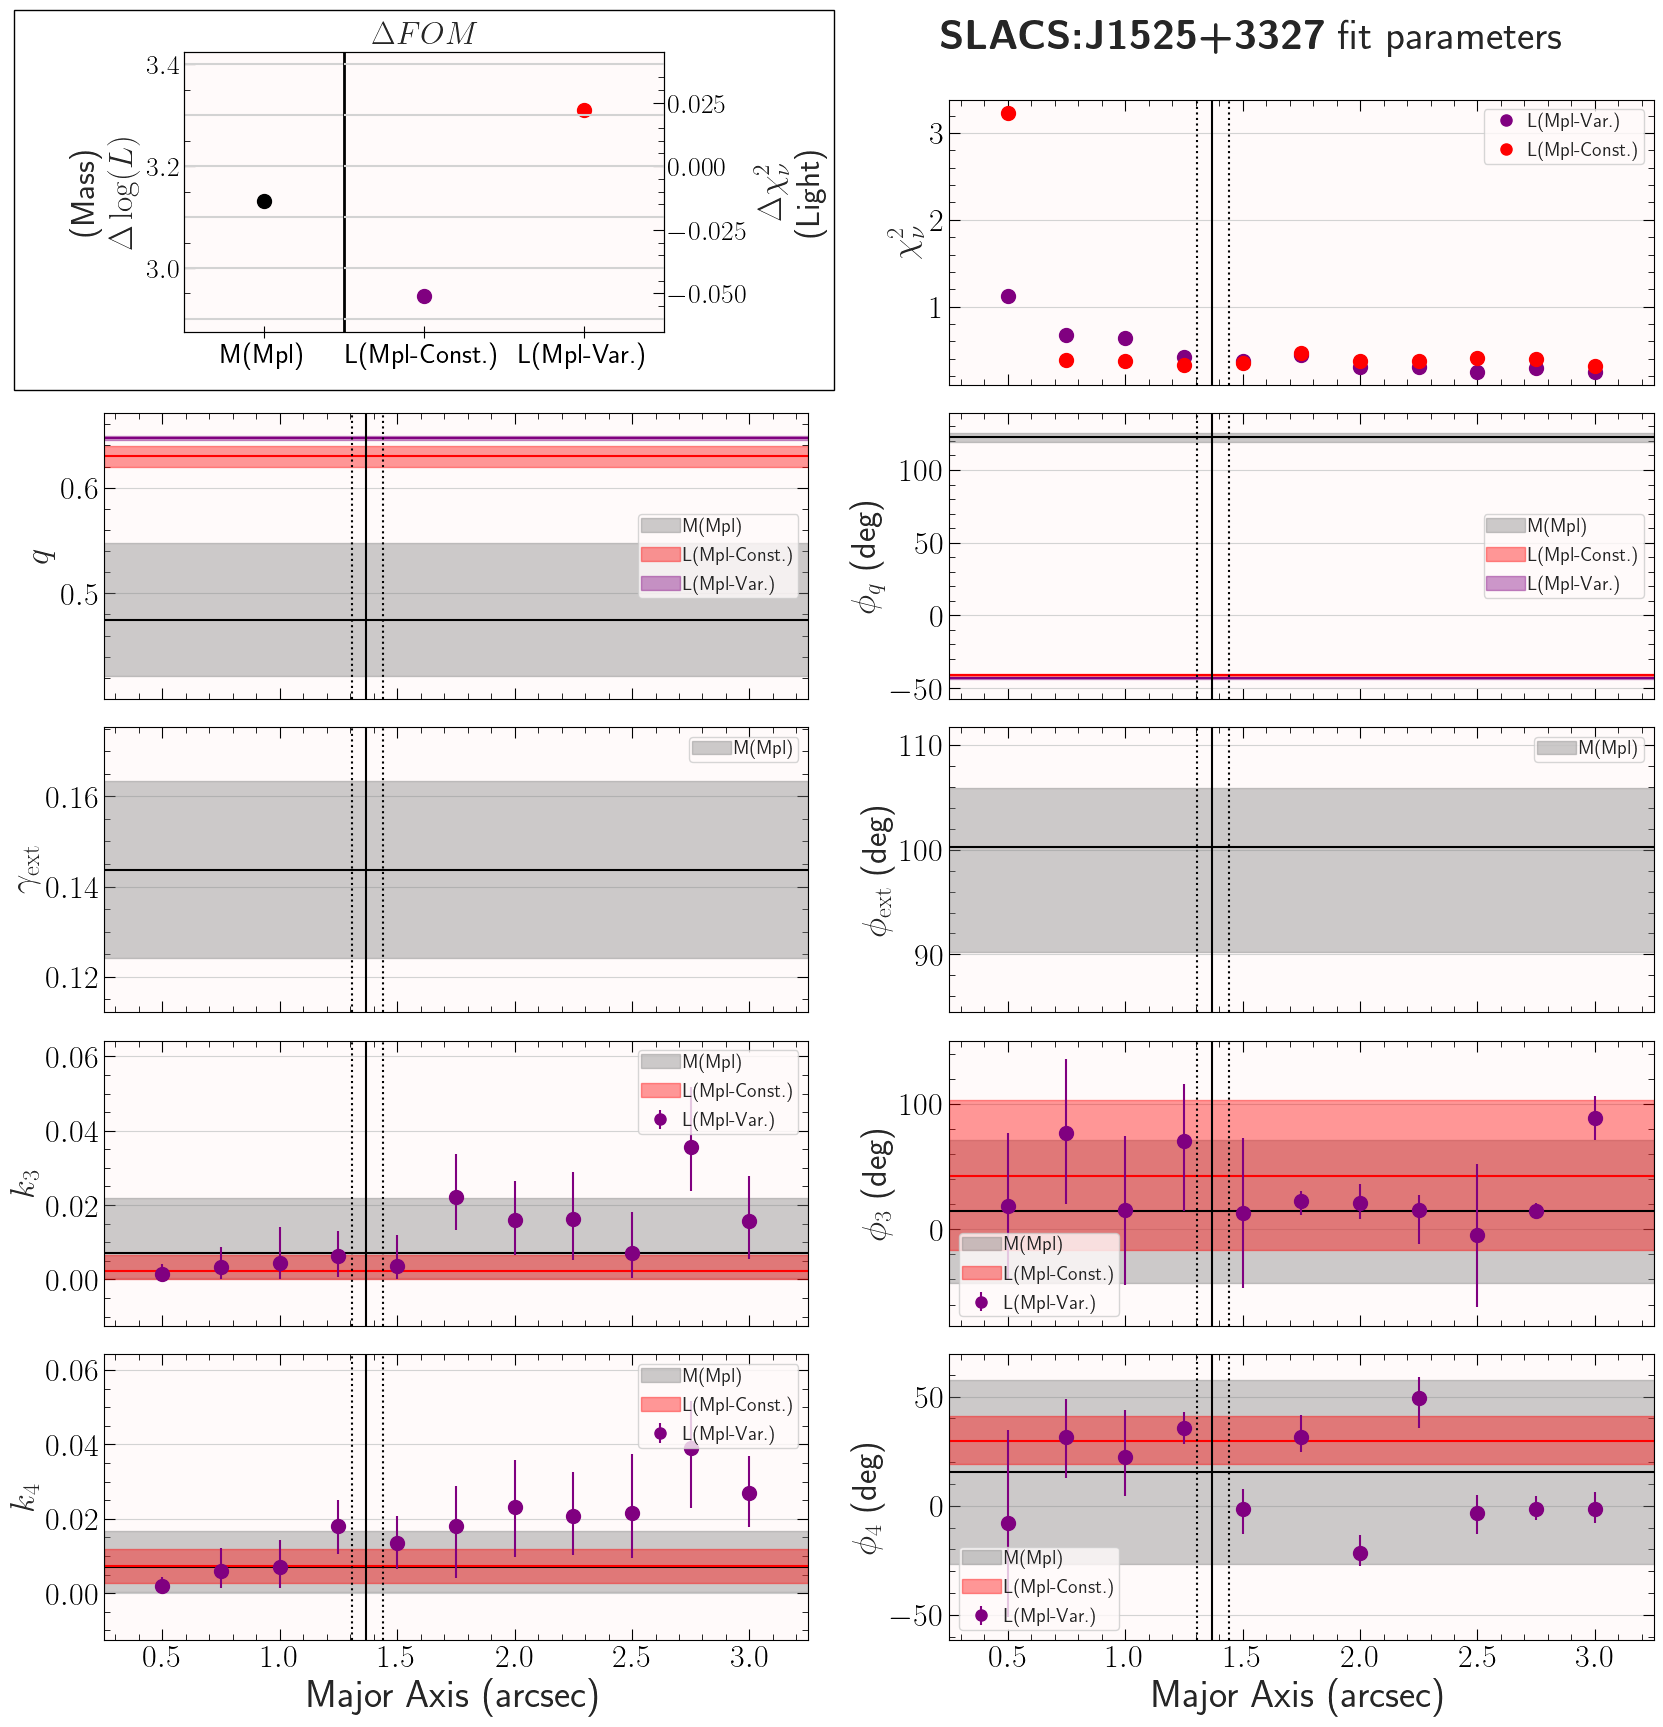 ΔFOM
SLACS:J1525+3327 fit parameters
(Mass)
Δ log(L)
3.4
3.2
3.0
0.025
0.000
−0.025
−0.050
Δχ²ν
(Light)
M(Mpl) L(Mpl-Const.) L(Mpl-Var.)
χ²ν
3
2
1
L(Mpl-Var.)
L(Mpl-Const.)
q
0.6
0.5
M(Mpl)
L(Mpl-Const.)
L(Mpl-Var.)
ϕq (deg)
100
50
0
−50
M(Mpl)
L(Mpl-Const.)
L(Mpl-Var.)
γext
0.16
0.14
0.12
M(Mpl)
ϕext (deg)
110
100
90
M(Mpl)
k3
0.06
0.04
0.02
0.00
M(Mpl)
L(Mpl-Const.)
L(Mpl-Var.)
ϕ3 (deg)
100
0
M(Mpl)
L(Mpl-Const.)
L(Mpl-Var.)
k4
0.06
0.04
0.02
0.00
M(Mpl)
L(Mpl-Const.)
L(Mpl-Var.)
0.5 1.0 1.5 2.0 2.5 3.0
Major Axis (arcsec)
ϕ4 (deg)
50
0
−50
M(Mpl)
L(Mpl-Const.)
L(Mpl-Var.)
0.5 1.0 1.5 2.0 2.5 3.0
Major Axis (arcsec)